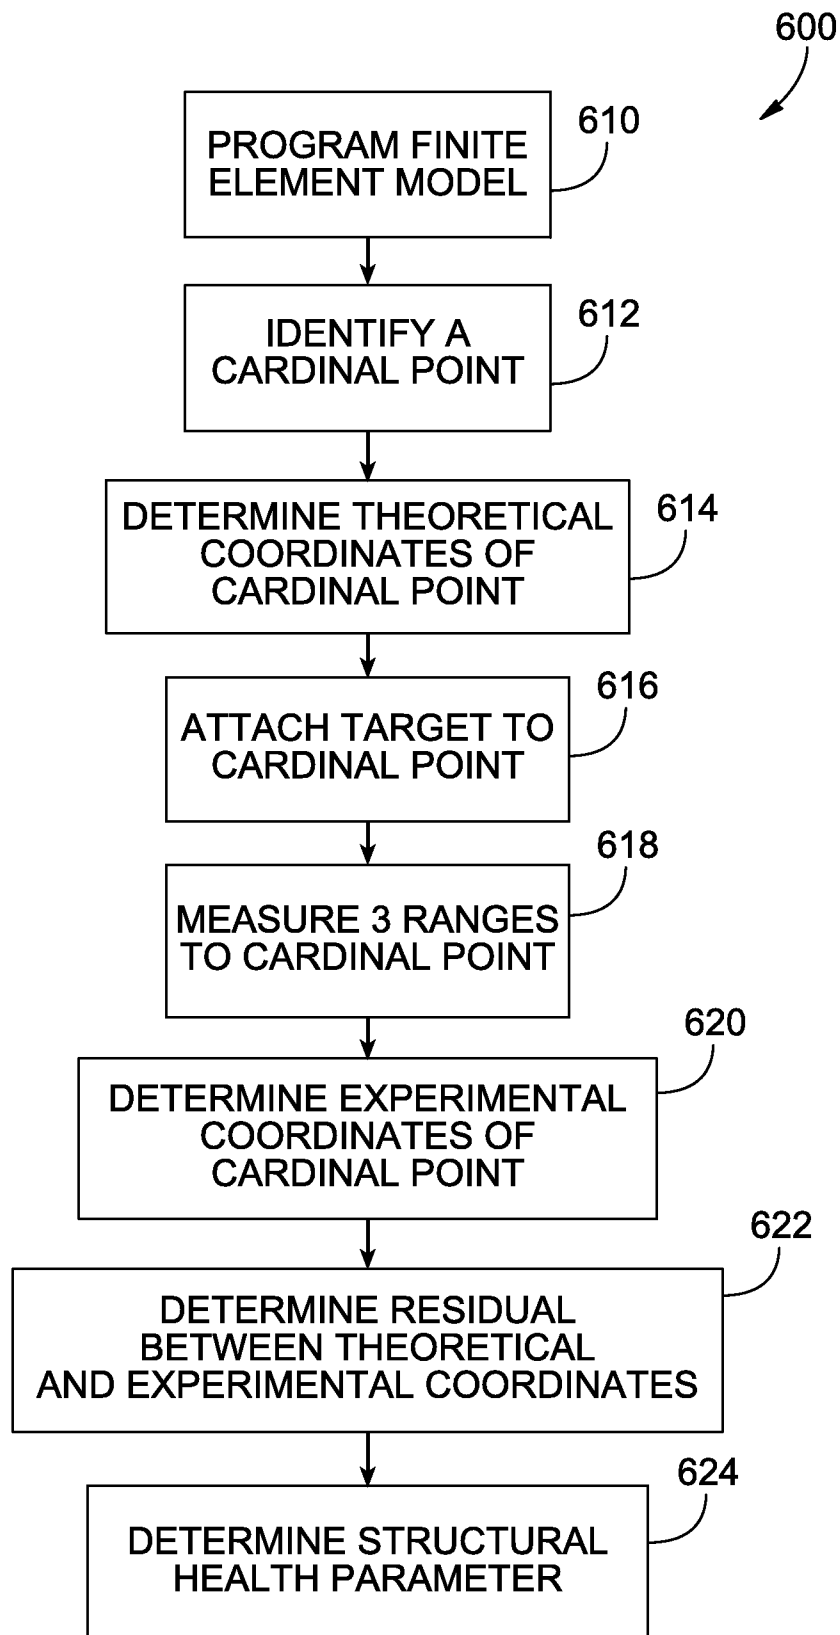 600
610
PROGRAM FINITE
ELEMENT MODEL
612
IDENTIFY A
CARDINAL POINT
614
DETERMINE THEORETICAL
COORDINATES OF
CARDINAL POINT
616
ATTACH TARGET TO
CARDINAL POINT
618
MEASURE 3 RANGES
TO CARDINAL POINT
620
DETERMINE EXPERIMENTAL
COORDINATES OF
CARDINAL POINT
622
DETERMINE RESIDUAL
BETWEEN THEORETICAL
AND EXPERIMENTAL COORDINATES
624
DETERMINE STRUCTURAL
HEALTH PARAMETER